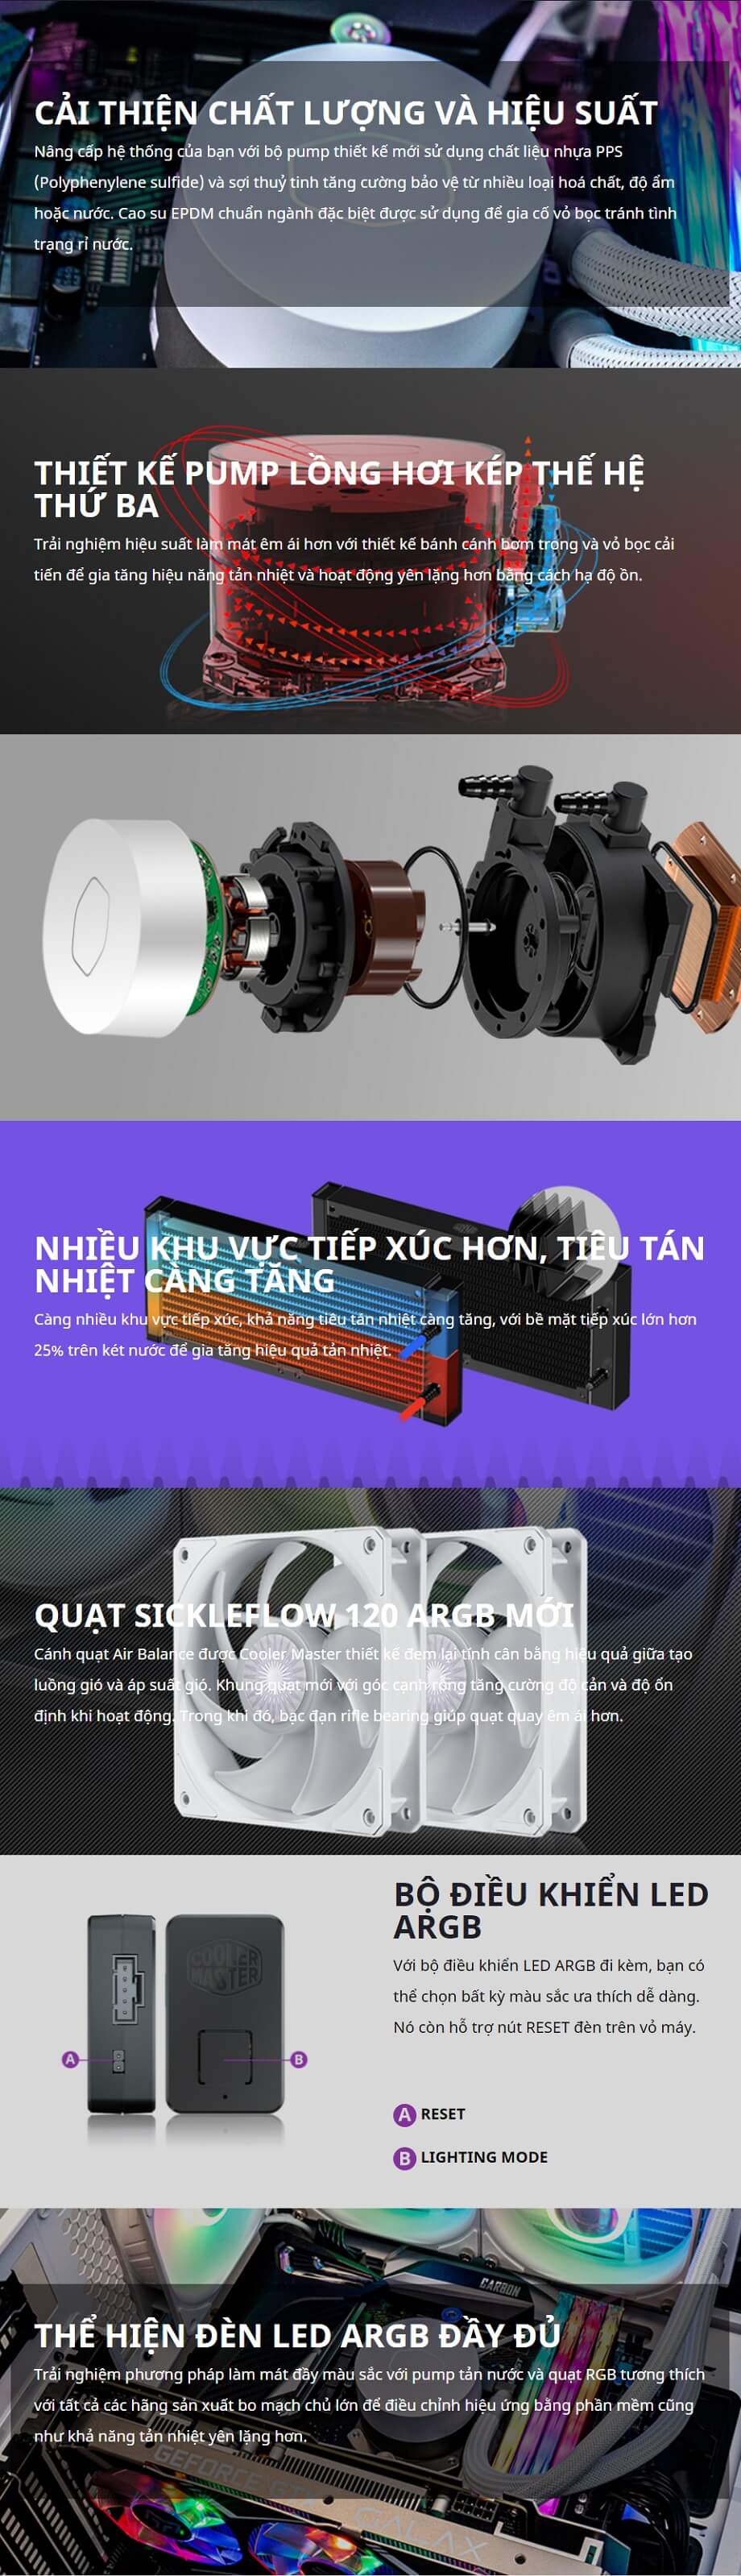 CẢI THIỆN CHẤT LƯỢNG VÀ HIỆU SUẤT
Nâng cấp hệ thống của bạn với bộ pump thiết kế mới sử dụng chất liệu nhựa PPS
(Polyphenylene sulfide) và sợi thuỷ tinh tăng cường bảo vệ từ nhiều loại hoá chất, độ ẩm
hoặc nước. Cao su EPDM chuẩn ngành đặc biệt được sử dụng để gia cố vỏ bọc tránh tình
trạng rỉ nước.
THIẾT KẾ PUMP LỒNG HƠI KÉP THẾ HỆ
THỨ BA
Trải nghiệm hiệu suất làm mát êm ái hơn với thiết kế bánh cánh bơm trong và vỏ bọc cải
tiến để gia tăng hiệu năng tản nhiệt và hoạt động yên lặng hơn bằng cách hạ độ ồn.
NHIỀU KHU VỰC TIẾP XÚC HƠN, TIÊU TÁN
NHIỆT CÀNG TĂNG
Càng nhiều khu vực tiếp xúc, khả năng tiêu tán nhiệt càng tăng, với bề mặt tiếp xúc lớn hơn
25% trên két nước để gia tăng hiệu quả tản nhiệt.
QUẠT SICKLEFLOW 120 ARGB MỚI
Cánh quạt Air Balance được Cooler Master thiết kế đem lại tính cân bằng hiệu quả giữa tạo
luồng gió và áp suất gió. Khung quạt mới với góc cạnh rộng tăng cường độ cản và độ ổn
định khi hoạt động. Trong khi đó, bạc đạn rifle bearing giúp quạt quay êm ái hơn.
BỘ ĐIỀU KHIỂN LED
ARGB
Với bộ điều khiển LED ARGB đi kèm, bạn có
thể chọn bất kỳ màu sắc ưa thích dễ dàng.
Nó còn hỗ trợ nút RESET đèn trên vỏ máy.
COOLER
MASTER
A
B
A RESET
B LIGHTING MODE
CARBON
THỂ HIỆN ĐÈN LED ARGB ĐẦY ĐỦ
Trải nghiệm phương pháp làm mát đầy màu sắc với pump tản nước và quạt RGB tương thích
với tất cả các hãng sản xuất bo mạch chủ lớn để điều chỉnh hiệu ứng bằng phần mềm cũng
như khả năng tản nhiệt yên lặng hơn.
GEFORCE
GALAX